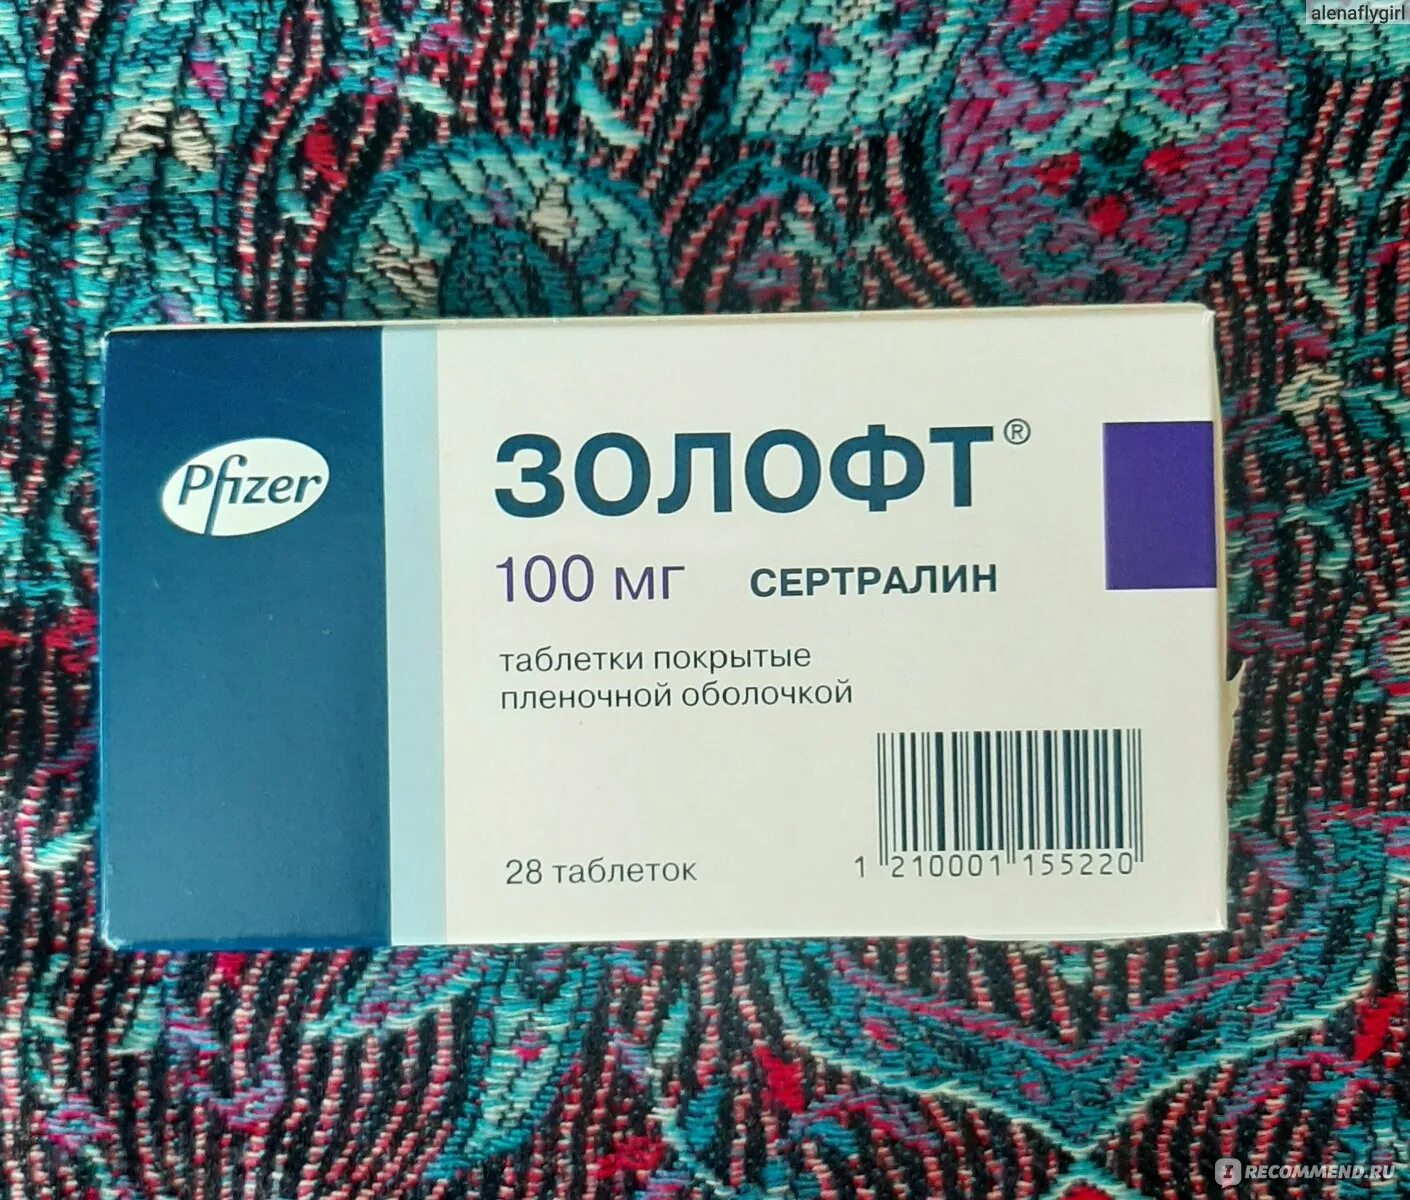 alenaflygirl
Pfizer
ЗОЛОФТ®
100 мг СЕРТРАЛИН
таблетки покрытые
пленочной оболочкой
28 таблеток
1 210001 155220
RECOMMEND.RU